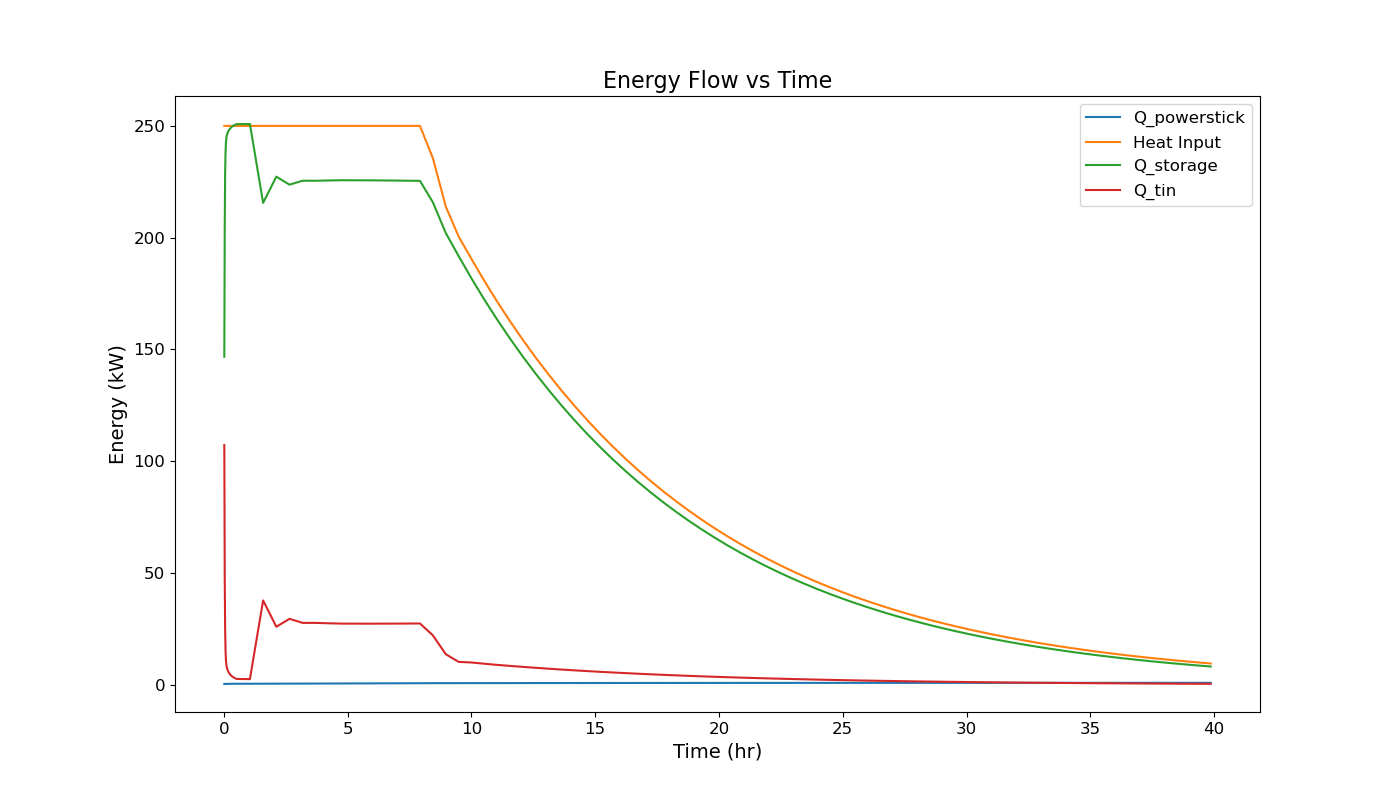 Energy Flow vs Time
Q_powerstick
Heat Input
Q_storage
Q_tin
Energy (kW)
250
200
150
100
50
0
0 5 10 15 20 25 30 35 40
Time (hr)